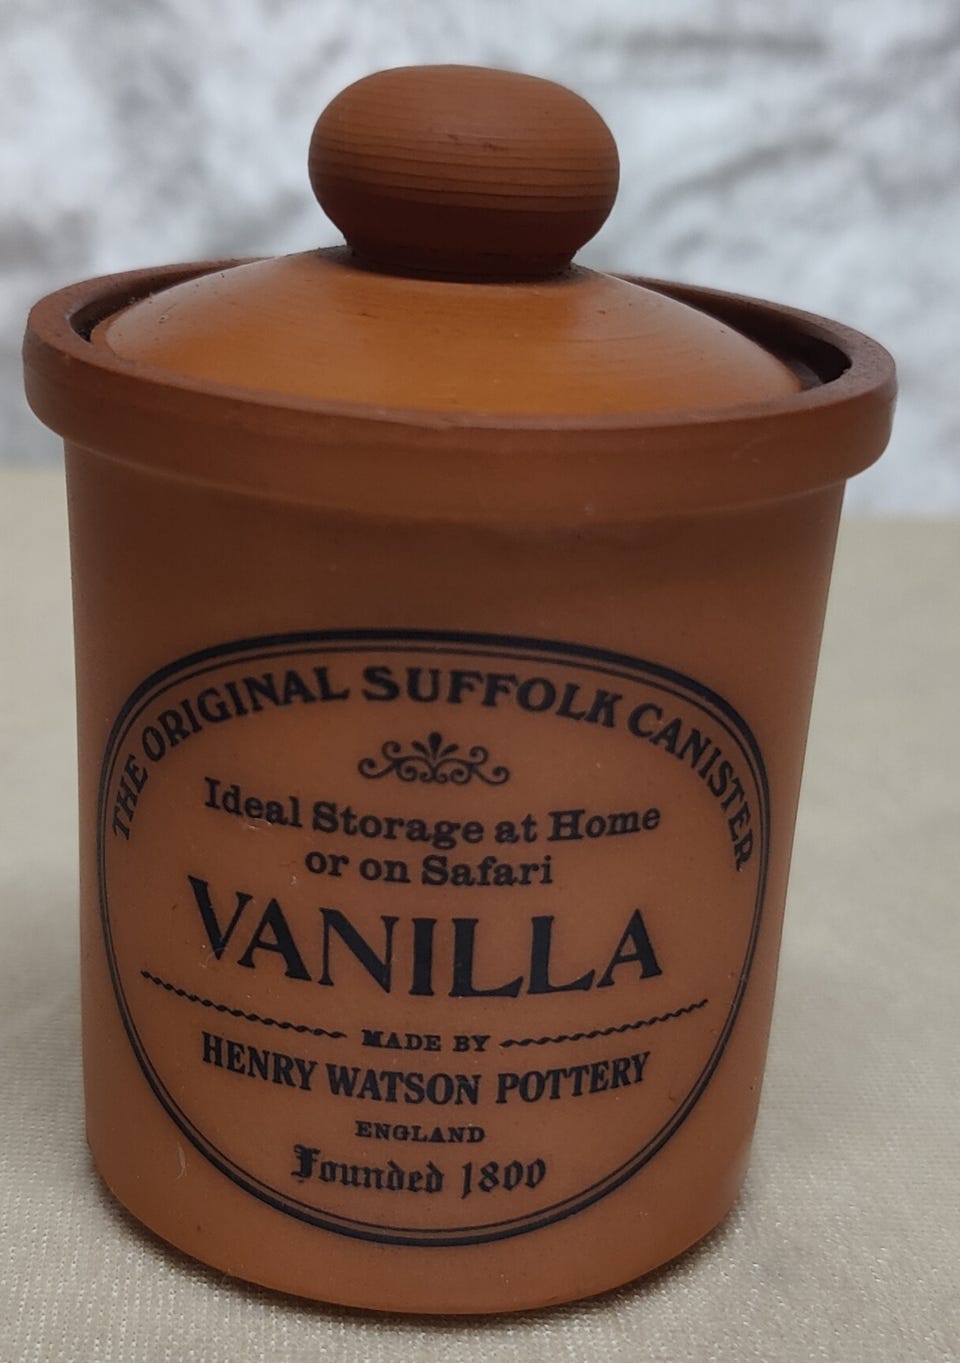 THE ORIGINAL SUFFOLK CANISTER
Ideal Storage at Home
or on Safari
VANILLA
MADE BY
HENRY WATSON POTTERY
ENGLAND
Founded 1800